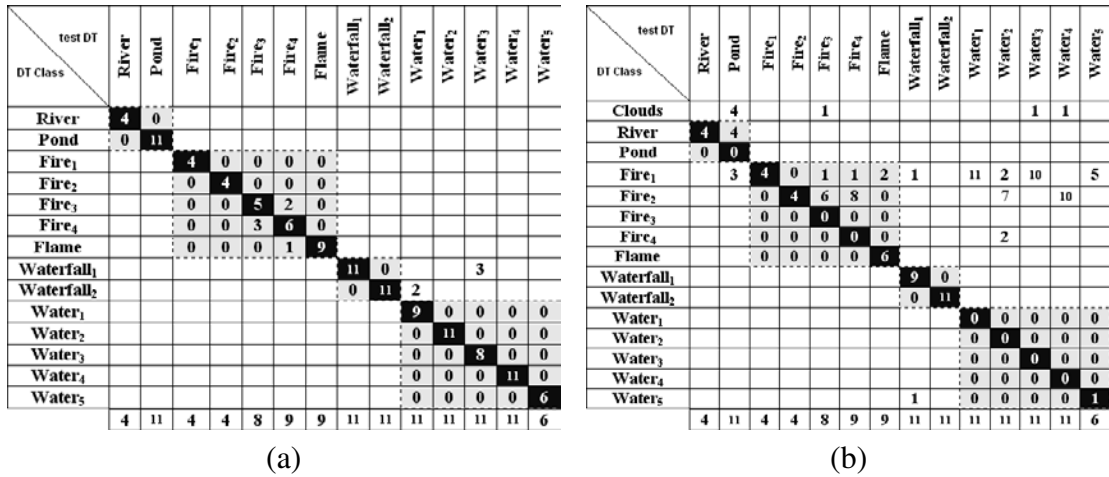 test DT
DT Class
River Pond Fire1 Fire2 Fire3 Fire4 Flame Waterfall1 Waterfall2 Water1 Water2 Water3 Water4 Water5
River 4 0
Pond 0 11
Fire1 4 0 0 0 0
Fire2 0 4 0 0 0
Fire3 0 0 5 2 0
Fire4 0 0 3 6 0
Flame 0 0 0 1 9
Waterfall1 11 0 3
Waterfall2 0 11 2
Water1 9 0 0 0 0
Water2 0 11 0 0 0
Water3 0 0 8 0 0
Water4 0 0 0 11 0
Water5 0 0 0 0 6
4 11 4 4 8 9 9 11 11 11 11 11 11 6
(a)
test DT
DT Class
River Pond Fire1 Fire2 Fire3 Fire4 Flame Waterfall1 Waterfall2 Water1 Water2 Water3 Water4 Water5
Clouds 4 1 1 1
River 4 4
Pond 0 0
Fire1 3 4 0 1 1 2 1 11 2 10 5
Fire2 0 4 6 8 0 7 10
Fire3 0 0 0 0 0
Fire4 0 0 0 0 0 2
Flame 0 0 0 0 6
Waterfall1 9 0
Waterfall2 0 11
Water1 0 0 0 0 0
Water2 0 0 0 0 0
Water3 0 0 0 0 0
Water4 0 0 0 0 0
Water5 1 0 0 0 0 1
4 11 4 4 8 9 9 11 11 11 11 11 11 6
(b)